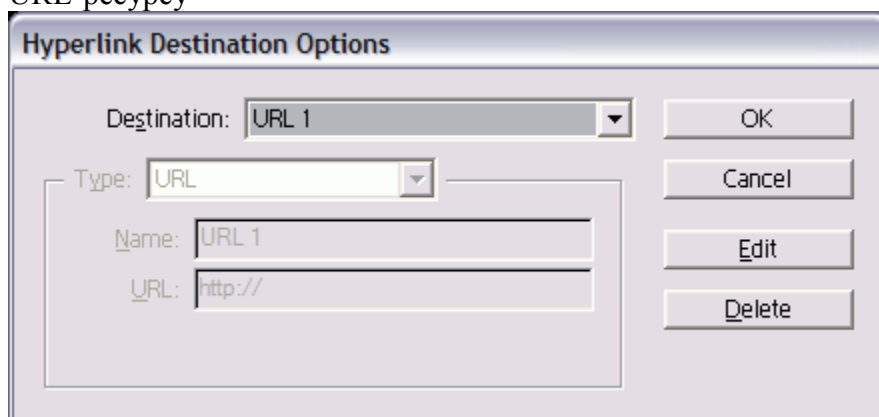 URL-ресурсу
Hyperlink Destination Options
Destination: URL 1
OK
Type: URL
Cancel
Name: URL 1
Edit
URL: http://
Delete